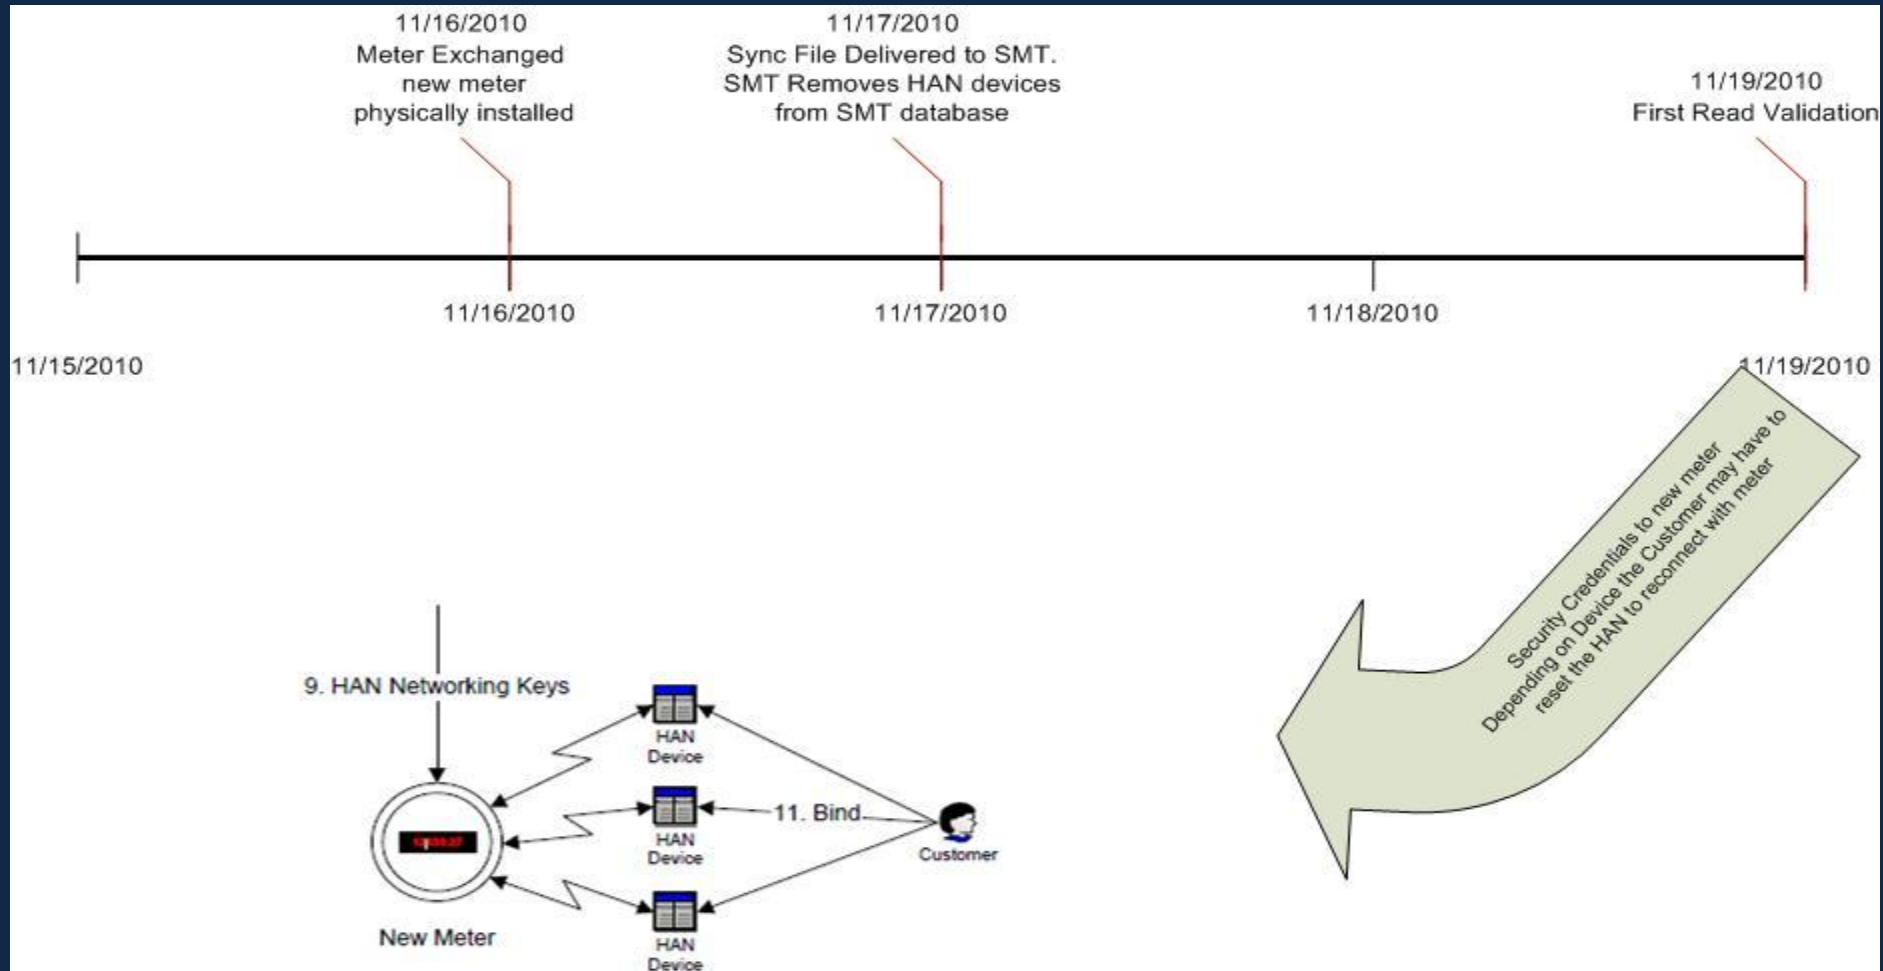 11/16/2010
Meter Exchanged
new meter
physically installed
11/17/2010
Sync File Delivered to SMT.
SMT Removes HAN devices
from SMT database
11/19/2010
First Read Validation
11/16/2010
11/17/2010
11/18/2010
11/15/2010
11/19/2010
Security Credentials to new meter
Depending on Device the Customer may have to
reset the HAN to reconnect with meter
9. HAN Networking Keys
HAN
Device
11. Bind
HAN
Device
Customer
New Meter
HAN
Device